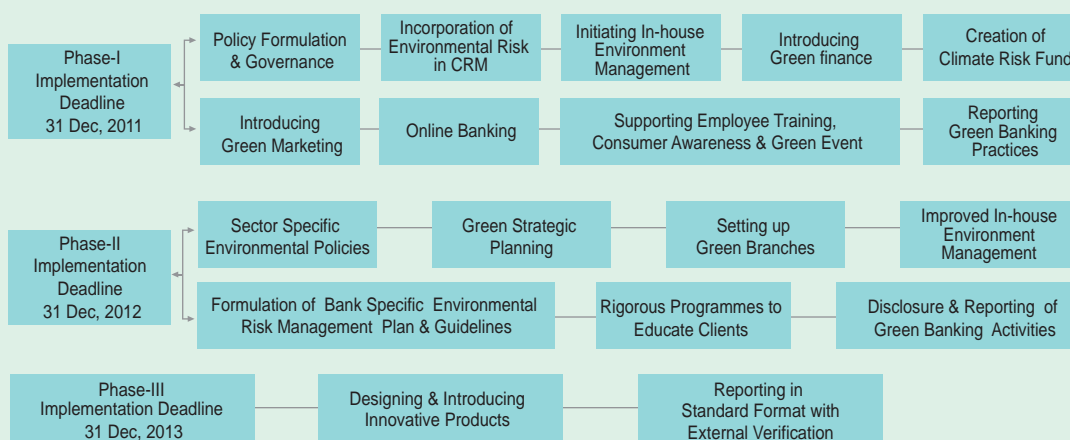 Phase-I
Implementation
Deadline
31 Dec, 2011
Policy Formulation
& Governance
Incorporation of
Environmental Risk
in CRM
Initiating In-house
Environment
Management
Introducing
Green finance
Creation of
Climate Risk Fund
Introducing
Green Marketing
Online Banking
Supporting Employee Training,
Consumer Awareness & Green Event
Reporting
Green Banking
Practices
Phase-II
Implementation
Deadline
31 Dec, 2012
Sector Specific
Environmental Policies
Green Strategic
Planning
Setting up
Green Branches
Improved In-house
Environment
Management
Formulation of Bank Specific Environmental
Risk Management Plan & Guidelines
Rigorous Programmes to
Educate Clients
Disclosure & Reporting of
Green Banking Activities
Phase-III
Implementation Deadline
31 Dec, 2013
Designing & Introducing
Innovative Products
Reporting in
Standard Format with
External Verification